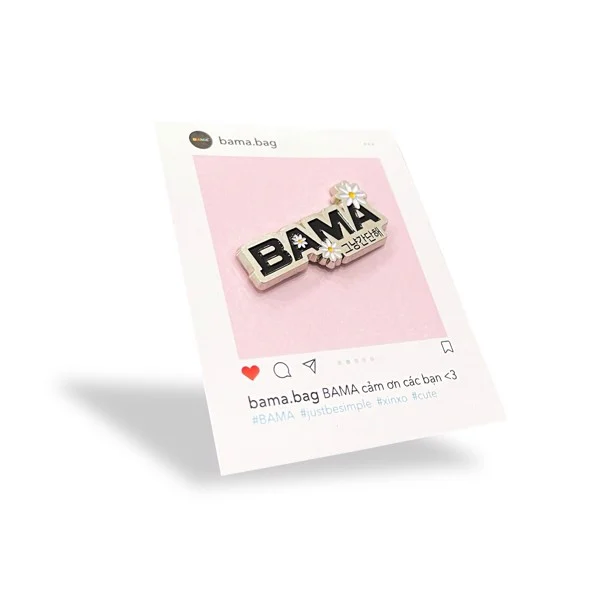 bama.bag
BAMA
그냥간단해
bama.bag BAMA cảm ơn các bạn <3
#BAMA #justbesimple #xinxo #cute